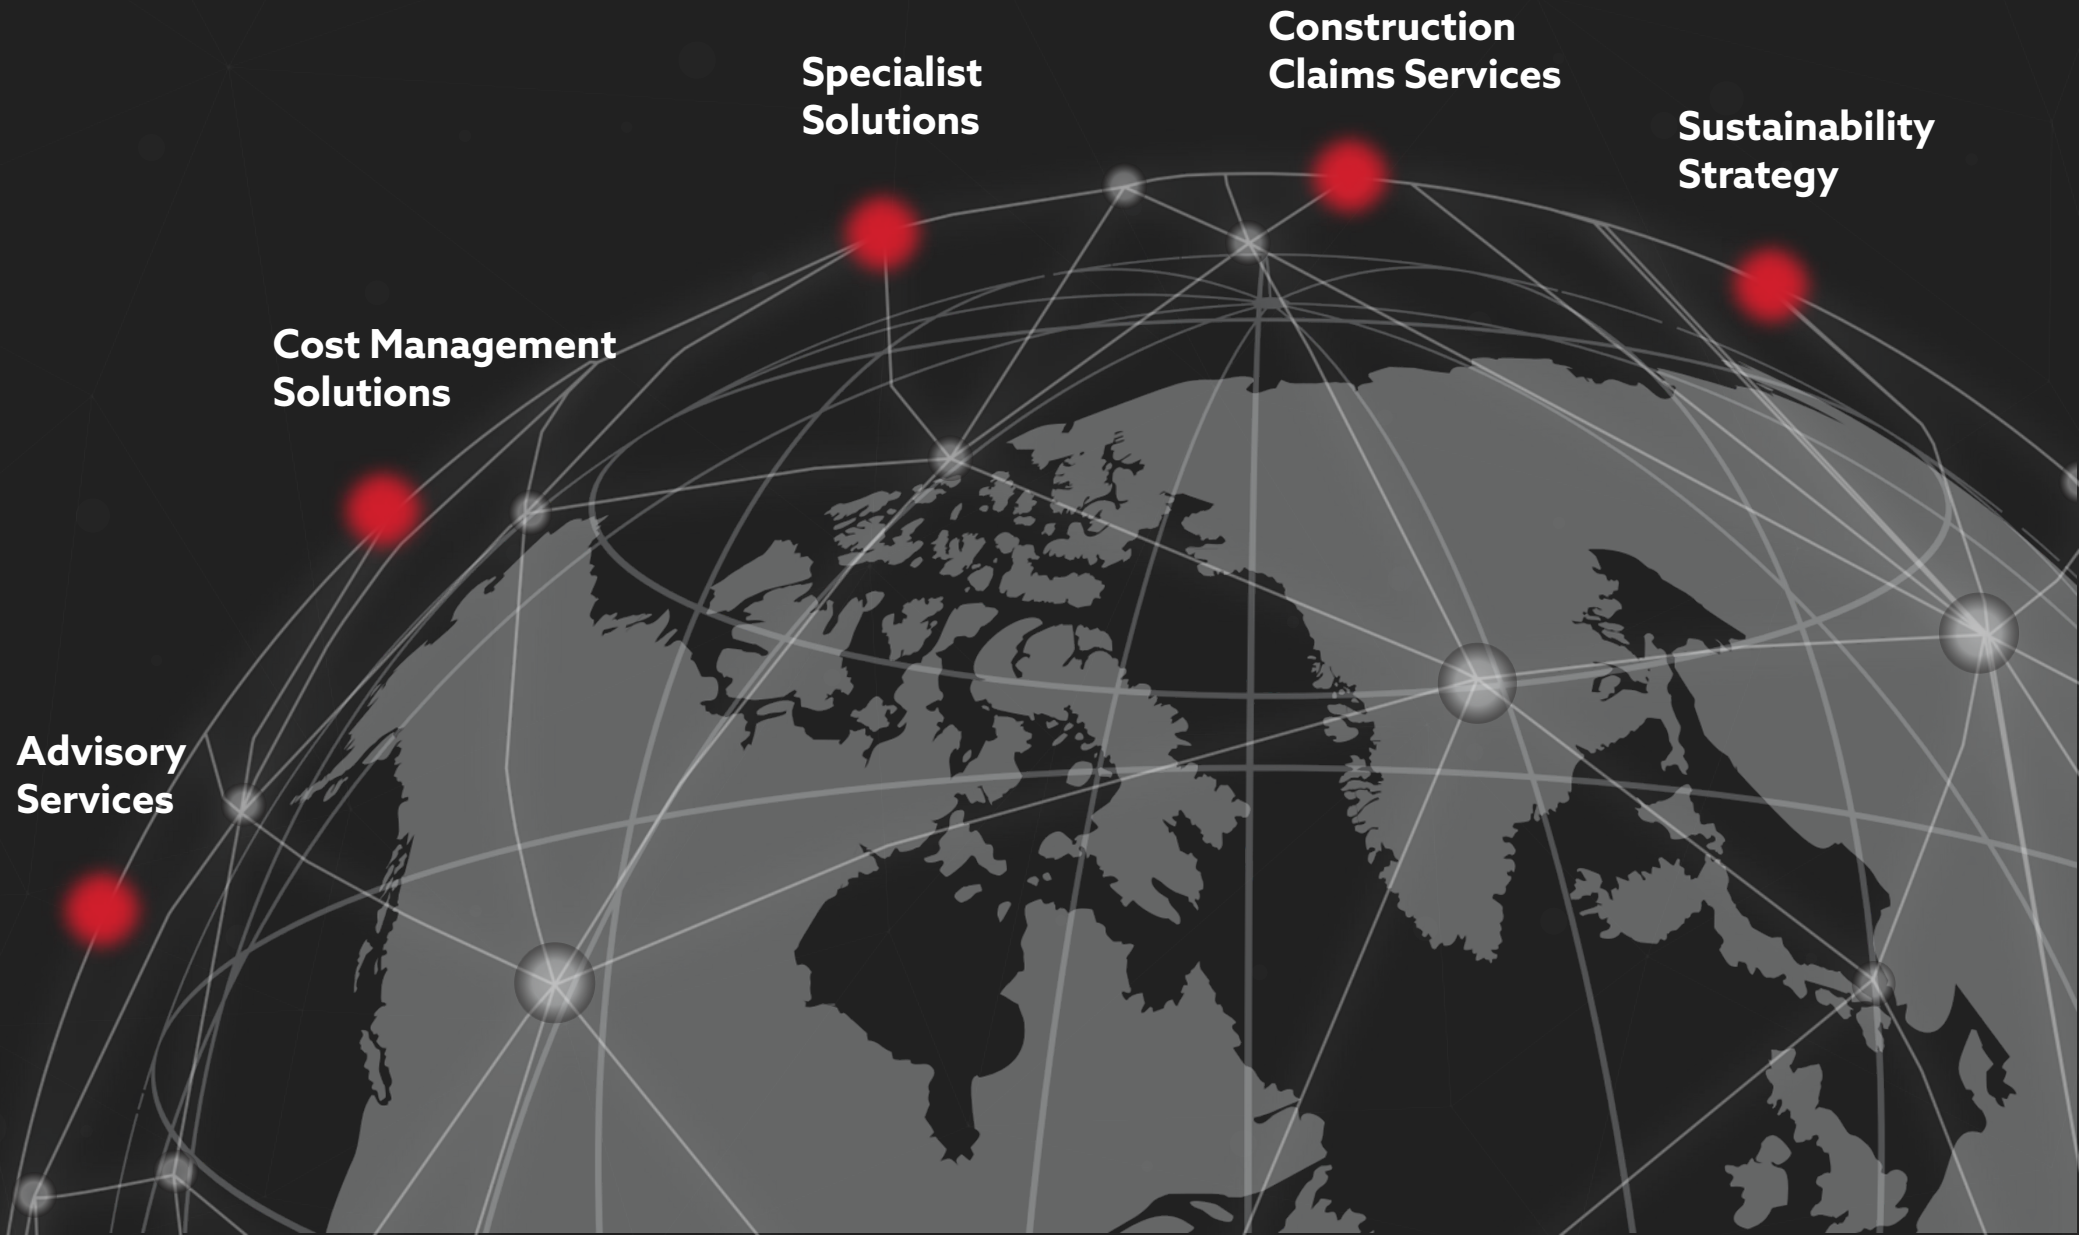 Construction
Claims Services
Specialist
Solutions
Sustainability
Strategy
Cost Management
Solutions
Advisory
Services